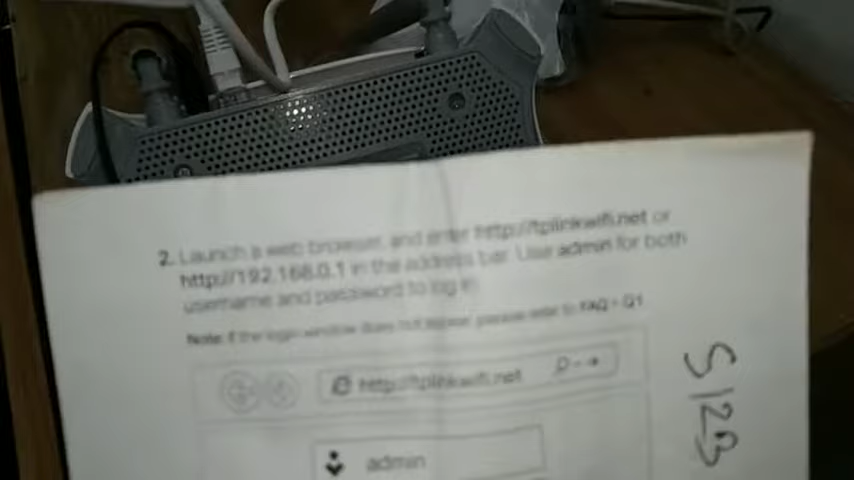 2. Launch a web browser, and enter http://tplinkwifi.net or
http://192.168.0.1 in the address bar. Use admin for both
username and password to log in.
Note: If the login window does not appear, please refer to FAQ > Q1.
http://tplinkwifi.net
admin